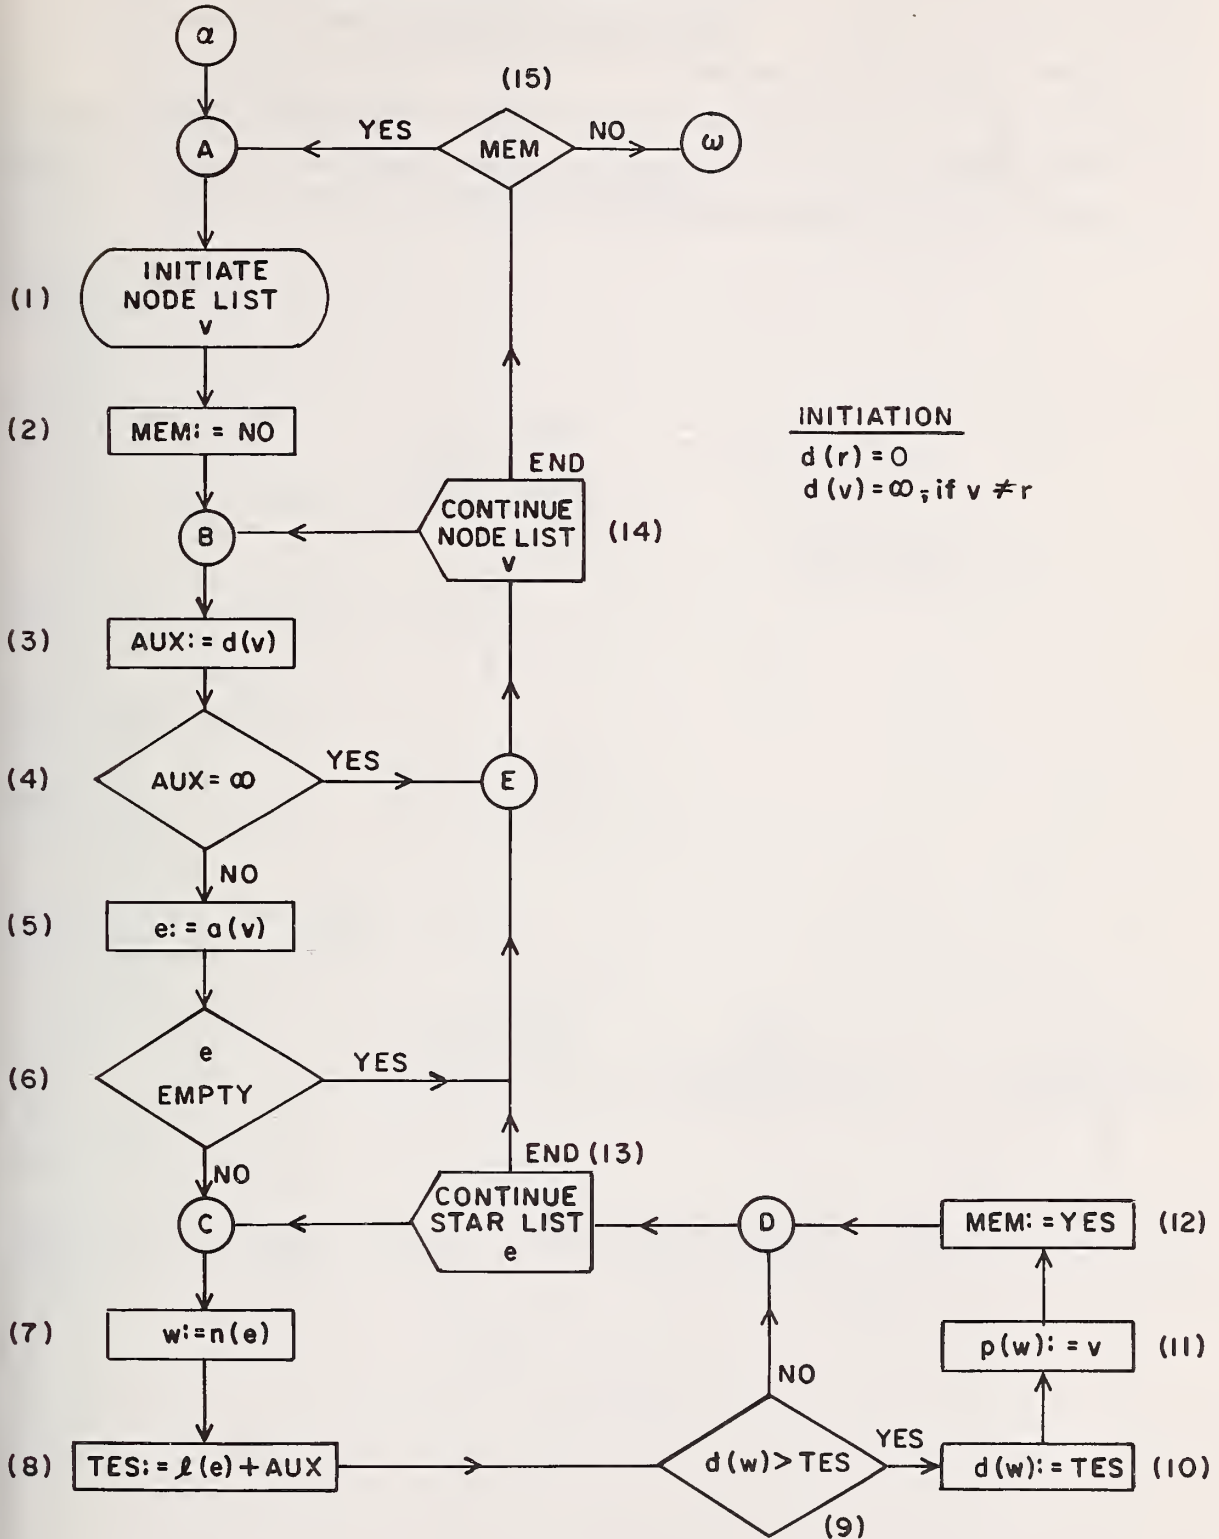 α
(15)
A
YES
MEM
NO
ω
(1)
INITIATE
NODE LIST
v
(2)
MEM: = NO
INITIATION
d(r) = 0
d(v) = ∞, if v ≠ r
END
B
CONTINUE
NODE LIST
v
(14)
(3)
AUX: = d(v)
(4)
AUX = ∞
YES
E
NO
(5)
e: = a(v)
(6)
e
EMPTY
YES
NO
END (13)
C
CONTINUE
STAR LIST
e
D
MEM: = YES
(12)
(7)
w: = n(e)
p(w): = v
(11)
NO
(8)
TES: = ℓ(e) + AUX
d(w) > TES
YES
d(w): = TES
(10)
(9)